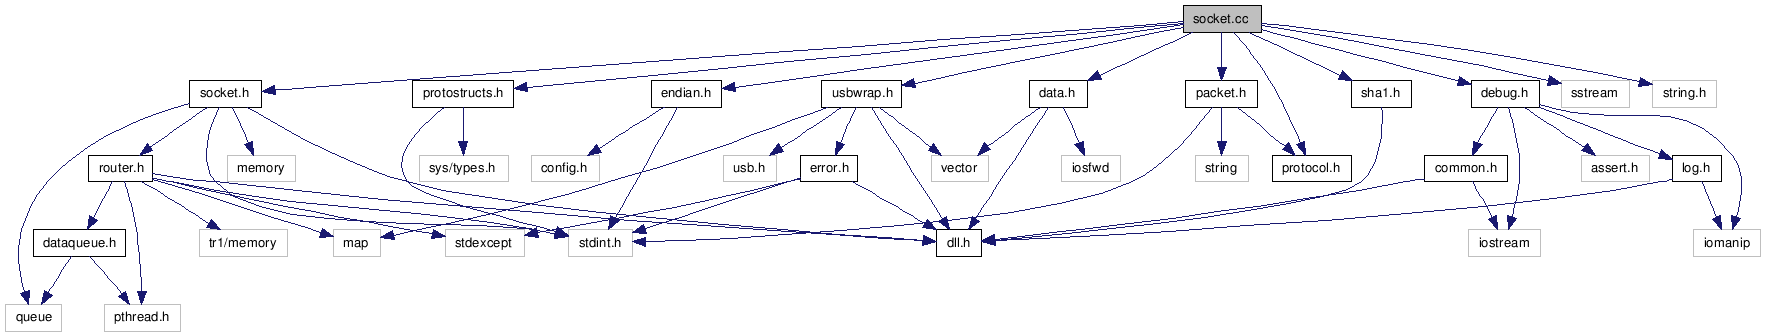 socket.cc
socket.h
protostructs.h
endian.h
usbwrap.h
data.h
packet.h
sha1.h
debug.h
sstream
string.h
router.h
memory
sys/types.h
config.h
usb.h
error.h
vector
iosfwd
string
protocol.h
common.h
assert.h
log.h
dataqueue.h
tr1/memory
map
stdexcept
stdint.h
dll.h
iostream
iomanip
queue
pthread.h